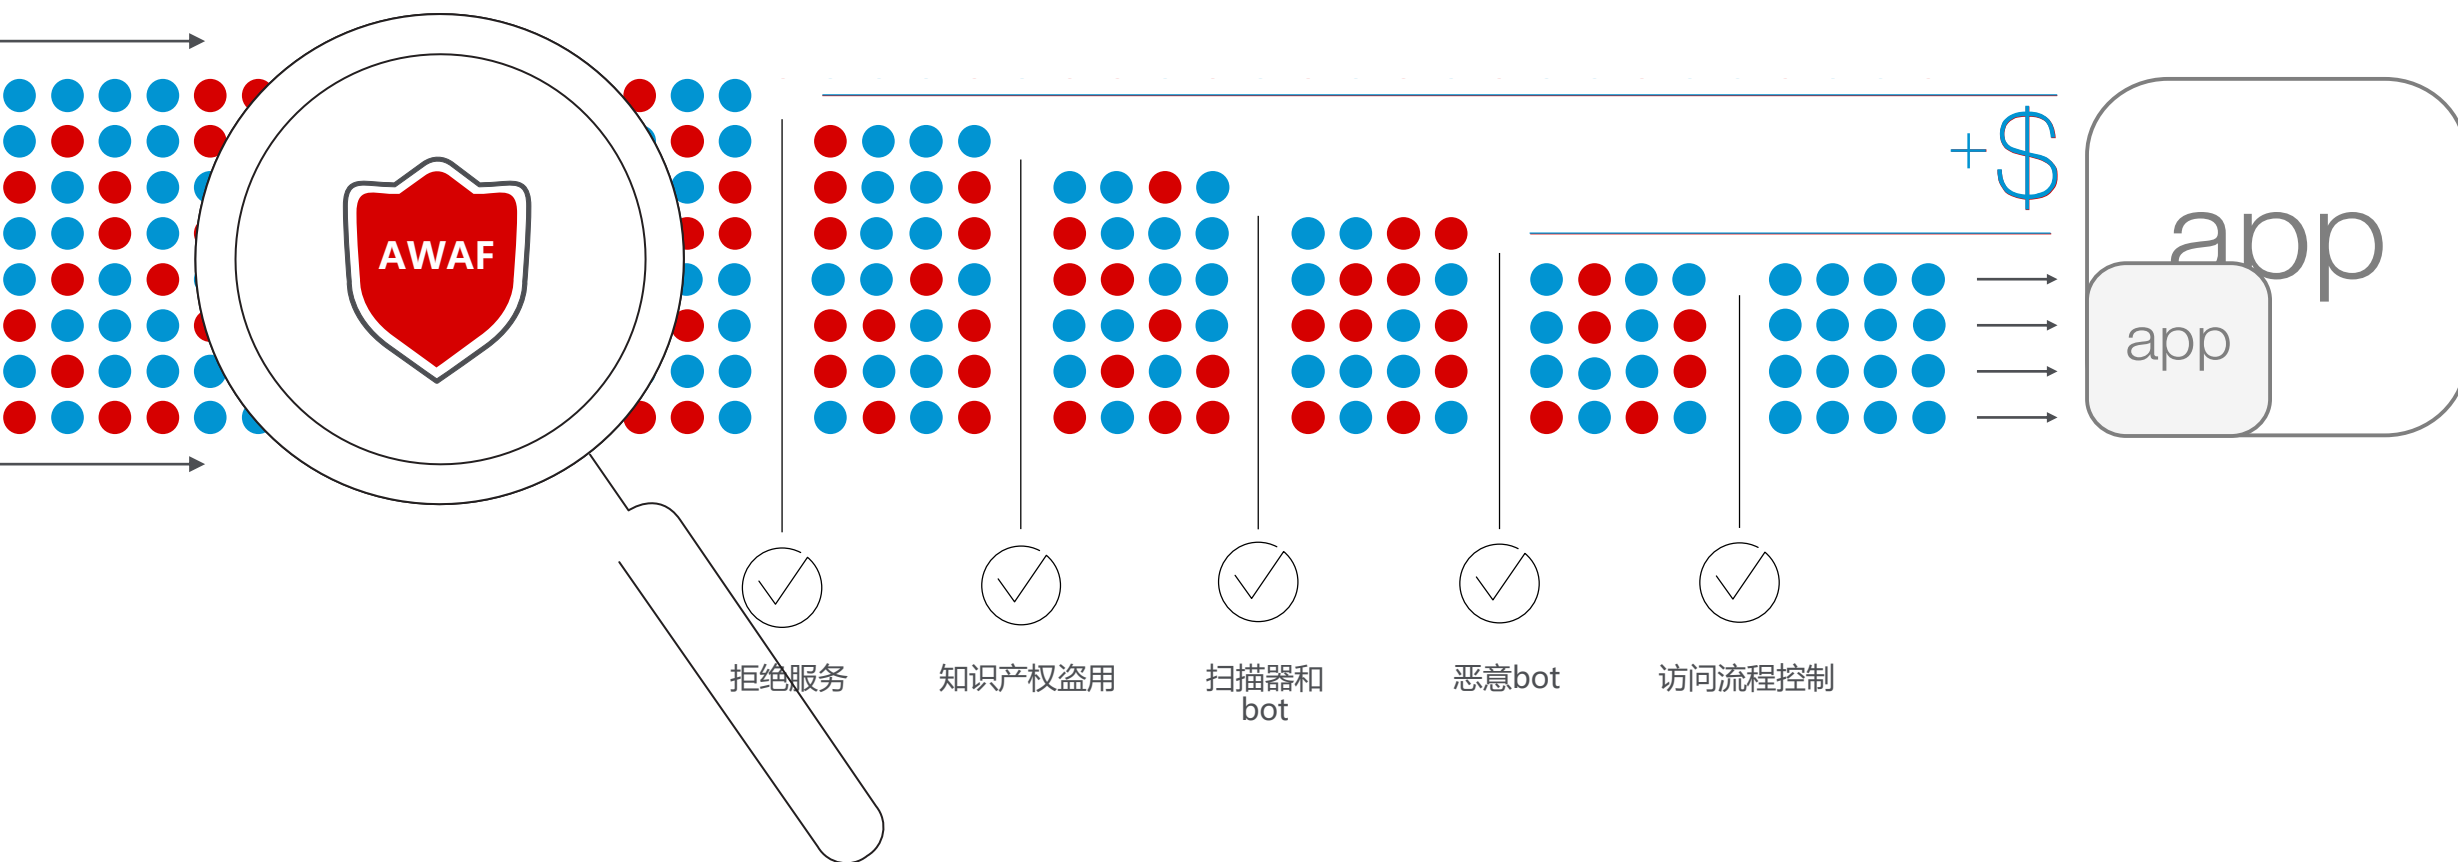 AWAF
+$
app
app
拒绝服务
知识产权盗用
扫描器和
bot
恶意bot
访问流程控制